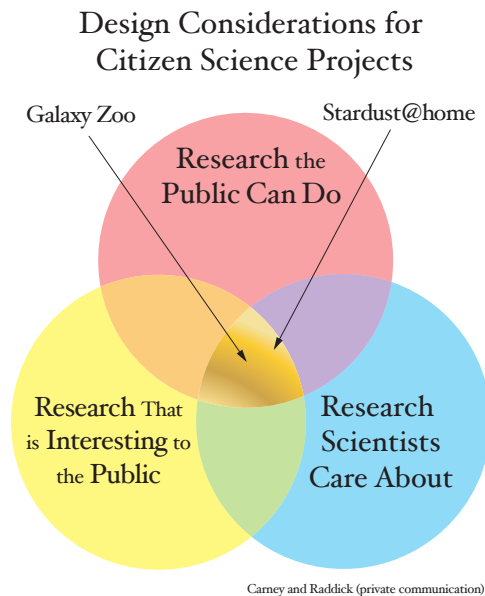 Design Considerations for
Citizen Science Projects
Galaxy Zoo
Stardust@home
Research the
Public Can Do
Research That
is Interesting to
the Public
Research
Scientists
Care About
Carney and Raddick (private communication)